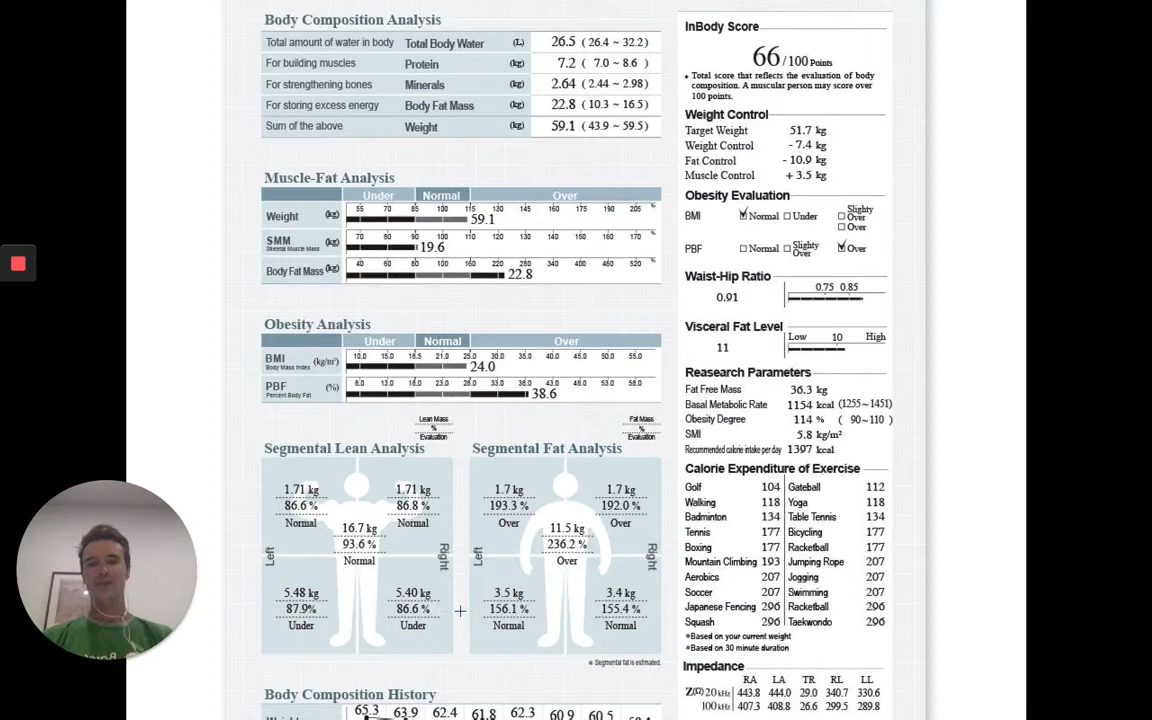 Body Composition Analysis
Total amount of water in body Total Body Water (L) 26.5 ( 26.4 ~ 32.2 )
For building muscles Protein (kg) 7.2 ( 7.0 ~ 8.6 )
For strengthening bones Minerals (kg) 2.64 ( 2.44 ~ 2.98 )
For storing excess energy Body Fat Mass (kg) 22.8 ( 10.3 ~ 16.5 )
Sum of the above Weight (kg) 59.1 ( 43.9 ~ 59.5 )
Muscle-Fat Analysis
Under Normal Over
Weight (kg) 55 70 85 100 115 130 145 160 175 190 205 %
59.1
SMM (kg) 60 70 80 90 100 110 120 130 140 150 170 %
Skeletal Muscle Mass 19.6
Body Fat Mass (kg) 40 60 80 100 160 220 280 340 400 460 520 %
22.8
Obesity Analysis
Under Normal Over
BMI (kg/m²) 10.0 15.0 21.0 25.0 30.0 35.0 40.0 45.0 50.0 55.0
Body Mass Index 24.0
PBF (%) 8.0 13.0 18.0 23.0 28.0 33.0 38.0 43.0 48.0 53.0 58.0
Percent Body Fat 38.6
Lean Mass
%
Evaluation
Segmental Lean Analysis
1.71 kg 1.71 kg
86.6 % 86.8 %
Normal Normal
16.7 kg
93.6 %
Normal
Left Right
5.48 kg 5.40 kg
87.9% 86.6 %
Under Under
Fat Mass
%
Evaluation
Segmental Fat Analysis
1.7 kg 1.7 kg
193.3 % 192.0 %
Over Over
11.5 kg
236.2 %
Over
Left Right
3.5 kg 3.4 kg
156.1 % 155.4 %
Normal Normal
* Segmental fat is estimated.
Body Composition History
65.3 63.9 62.4 61.8 62.3 60.9 60.5
InBody Score
66 /100 Points
* Total score that reflects the evaluation of body
composition. A muscular person may score over
100 points.
Weight Control
Target Weight 51.7 kg
Weight Control - 7.4 kg
Fat Control - 10.9 kg
Muscle Control + 3.5 kg
Obesity Evaluation
BMI Normal Under Slighty Over
Over
PBF Normal Slighty Over Over
Waist-Hip Ratio
0.91 0.75 0.85
Visceral Fat Level
11 Low 10 High
Reasearch Parameters
Fat Free Mass 36.3 kg
Basal Metabolic Rate 1154 kcal (1255~1451)
Obesity Degree 114 % ( 90~110 )
SMI 5.8 kg/m²
Recommended calorie intake per day 1397 kcal
Calorie Expenditure of Exercise
Golf 104 Gateball 112
Walking 118 Yoga 118
Badminton 134 Table Tennis 134
Tennis 177 Bicycling 177
Boxing 177 Racketball 177
Mountain Climbing 193 Jumping Rope 207
Aerobics 207 Jogging 207
Soccer 207 Swimming 207
Japanese Fencing 296 Racketball 296
Squash 296 Taekwondo 296
*Based on your current weight
*Based on 30 minute duration
Impedance
RA LA TR RL LL
Z(Ω) 20 kHz 443.8 444.0 29.0 340.7 330.6
100 kHz 407.3 408.8 26.6 299.5 289.8